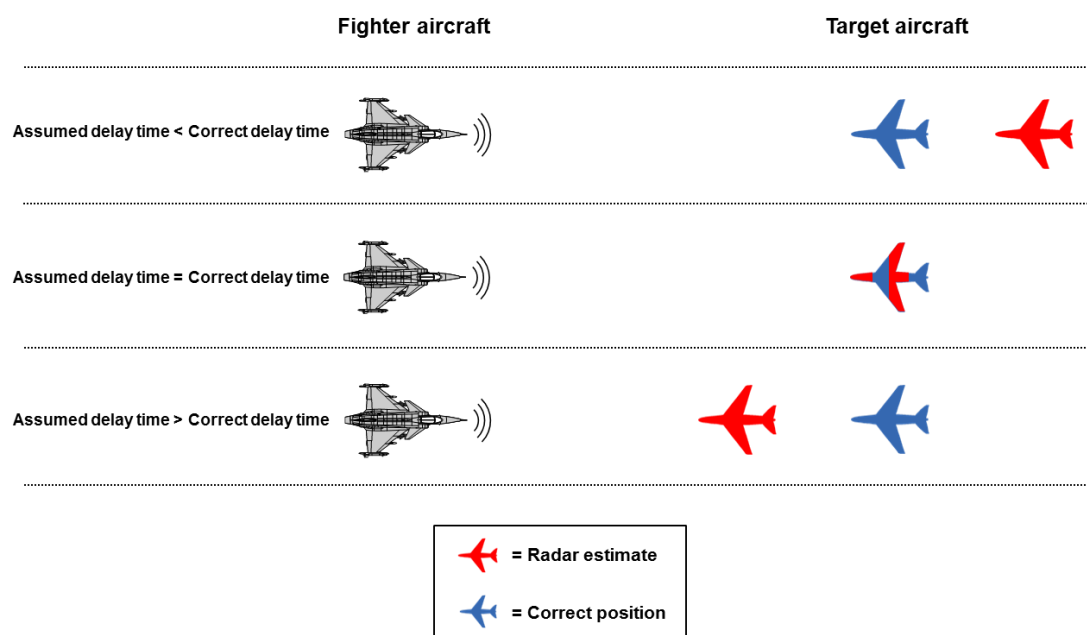 Fighter aircraft
Target aircraft
Assumed delay time < Correct delay time
Assumed delay time = Correct delay time
Assumed delay time > Correct delay time
= Radar estimate
= Correct position